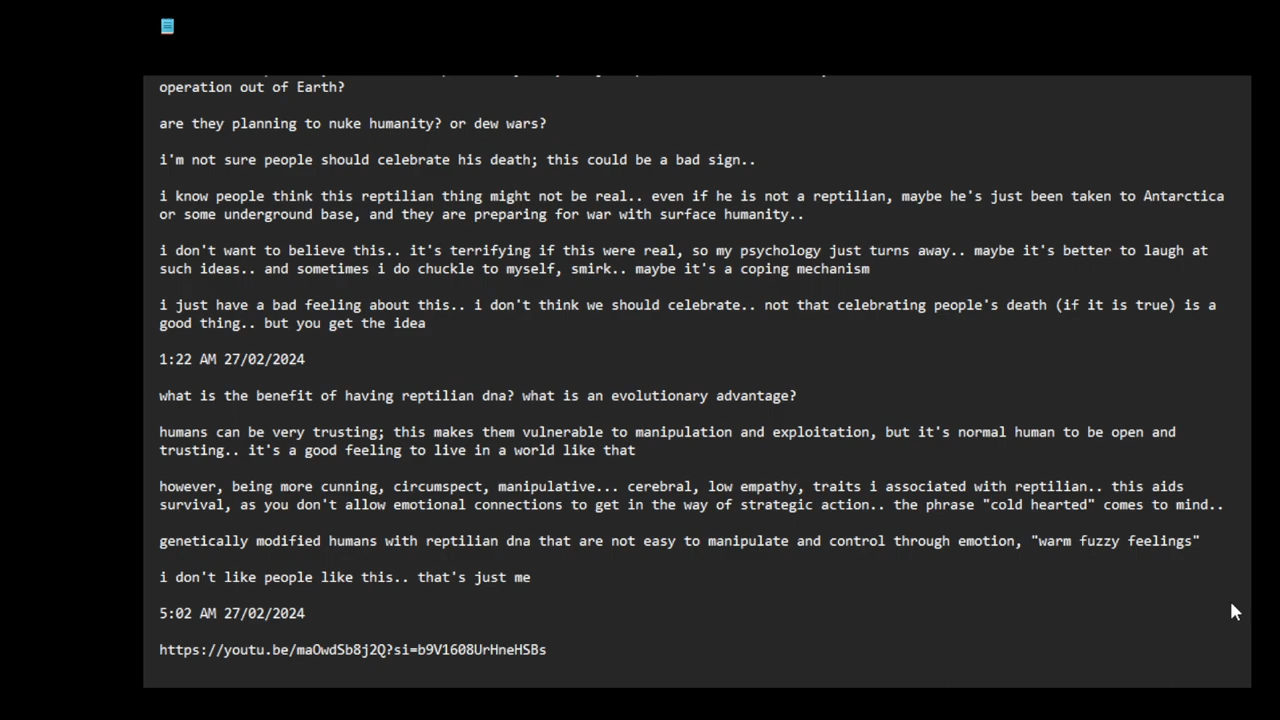 operation out of Earth?
are they planning to nuke humanity? or dew wars?
i'm not sure people should celebrate his death; this could be a bad sign..
i know people think this reptilian thing might not be real.. even if he is not a reptilian, maybe he's just been taken to Antarctica
or some underground base, and they are preparing for war with surface humanity..
i don't want to believe this.. it's terrifying if this were real, so my psychology just turns away.. maybe it's better to laugh at
such ideas.. and sometimes i do chuckle to myself, smirk.. maybe it's a coping mechanism
i just have a bad feeling about this.. i don't think we should celebrate.. not that celebrating people's death (if it is true) is a
good thing.. but you get the idea
1:22 AM 27/02/2024
what is the benefit of having reptilian dna? what is an evolutionary advantage?
humans can be very trusting; this makes them vulnerable to manipulation and exploitation, but it's normal human to be open and
trusting.. it's a good feeling to live in a world like that
however, being more cunning, circumspect, manipulative... cerebral, low empathy, traits i associated with reptilian.. this aids
survival, as you don't allow emotional connections to get in the way of strategic action.. the phrase "cold hearted" comes to mind..
genetically modified humans with reptilian dna that are not easy to manipulate and control through emotion, "warm fuzzy feelings"
i don't like people like this.. that's just me
5:02 AM 27/02/2024
https://youtu.be/maOwdSb8j2Q?si=b9V1608UrHneHSBs